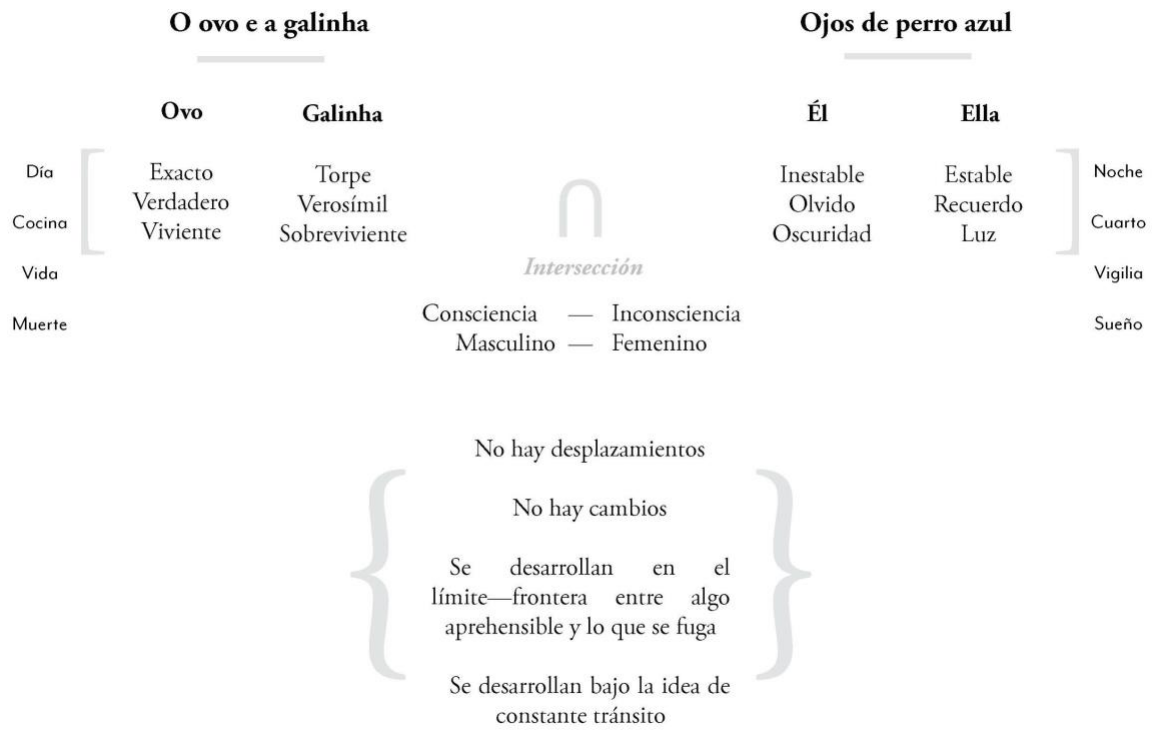 O ovo e a galinha
Ojos de perro azul
Ovo
Galinha
Él
Ella
Día
Cocina
Vida
Muerte
Exacto
Verdadero
Viviente
Torpe
Verosímil
Sobreviviente
∩
Intersección
Consciencia — Inconsciencia
Masculino — Femenino
Inestable
Olvido
Oscuridad
Estable
Recuerdo
Luz
Noche
Cuarto
Vigilia
Sueño
No hay desplazamientos
No hay cambios
Se desarrollan en el
límite—frontera entre algo
aprehensible y lo que se fuga
Se desarrollan bajo la idea de
constante tránsito